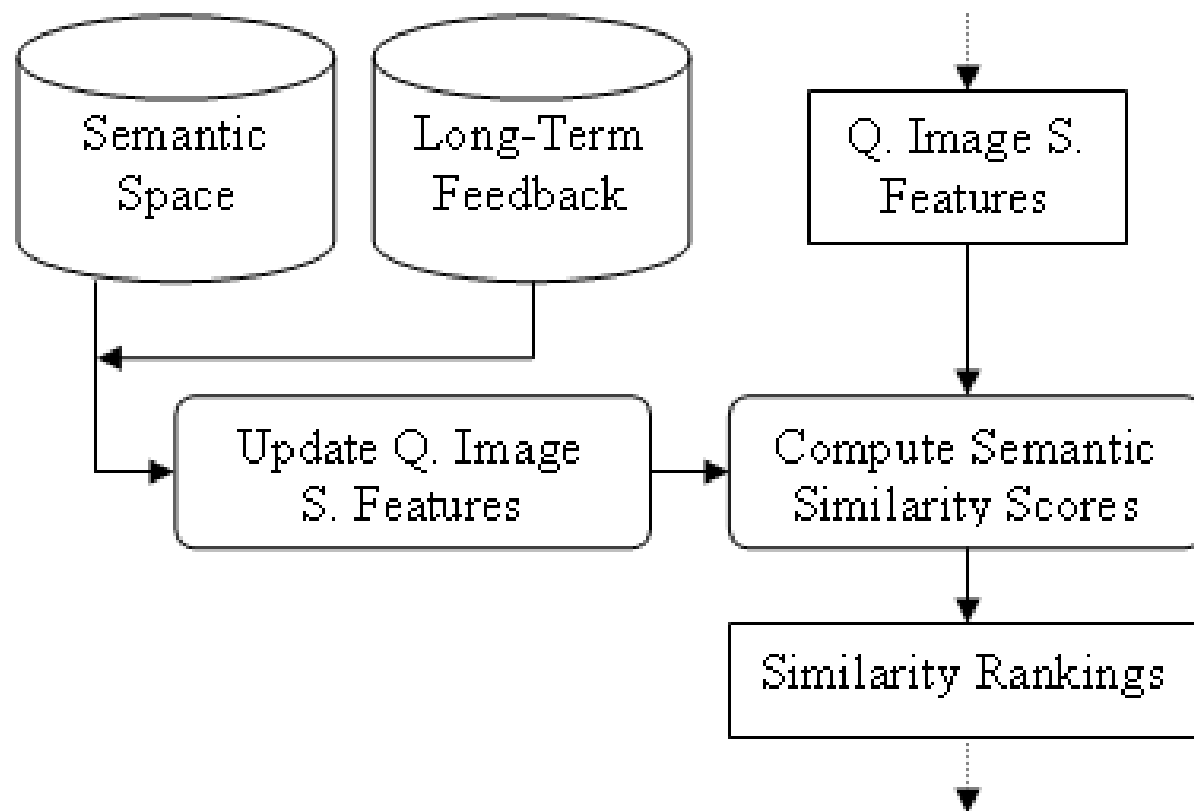 Semantic
Space
Long-Term
Feedback
Q. Image S.
Features
Update Q. Image
S. Features
Compute Semantic
Similarity Scores
Similarity Rankings